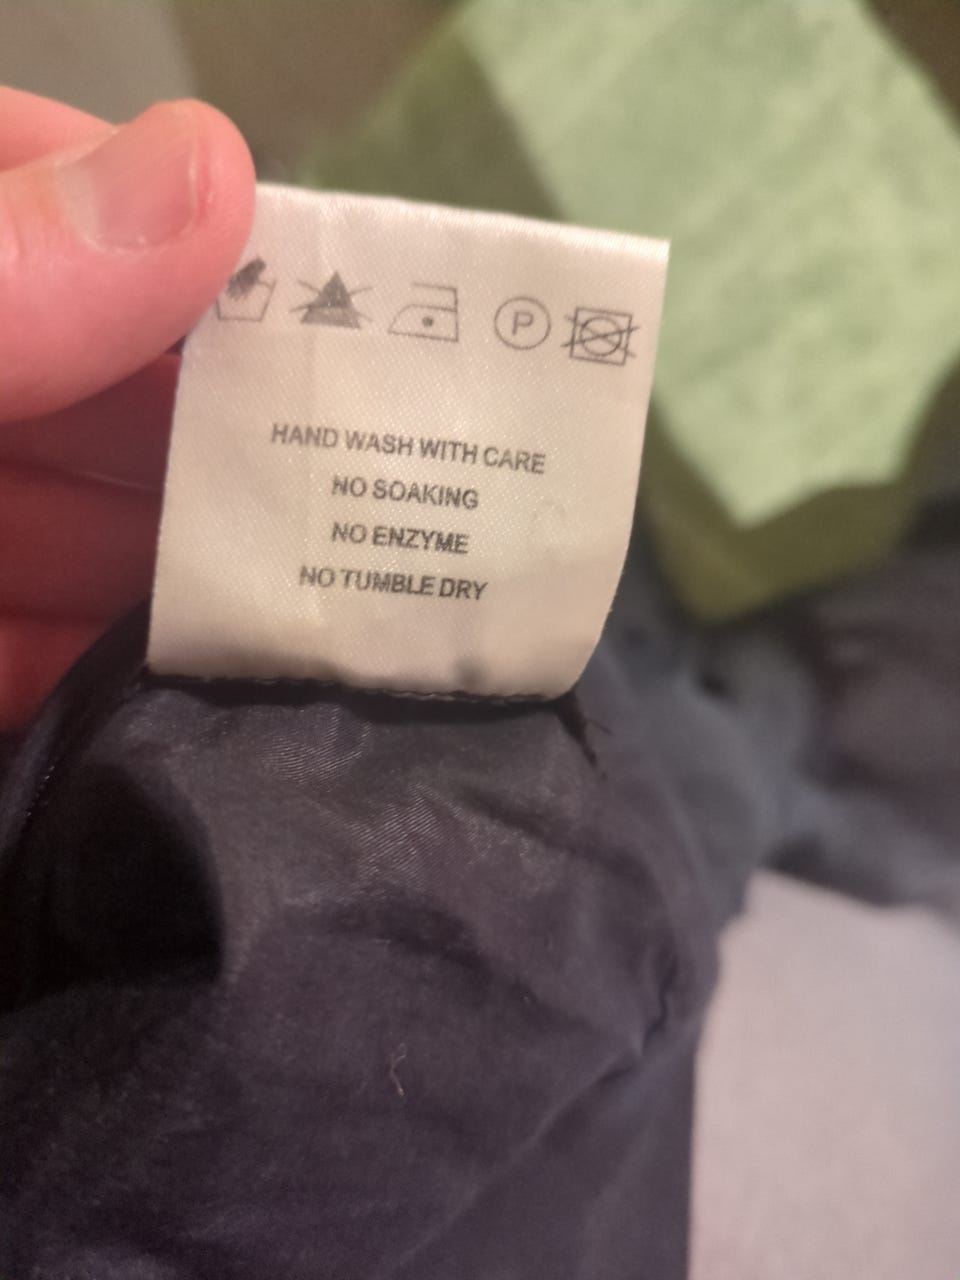 P
HAND WASH WITH CARE
NO SOAKING
NO ENZYME
NO TUMBLE DRY